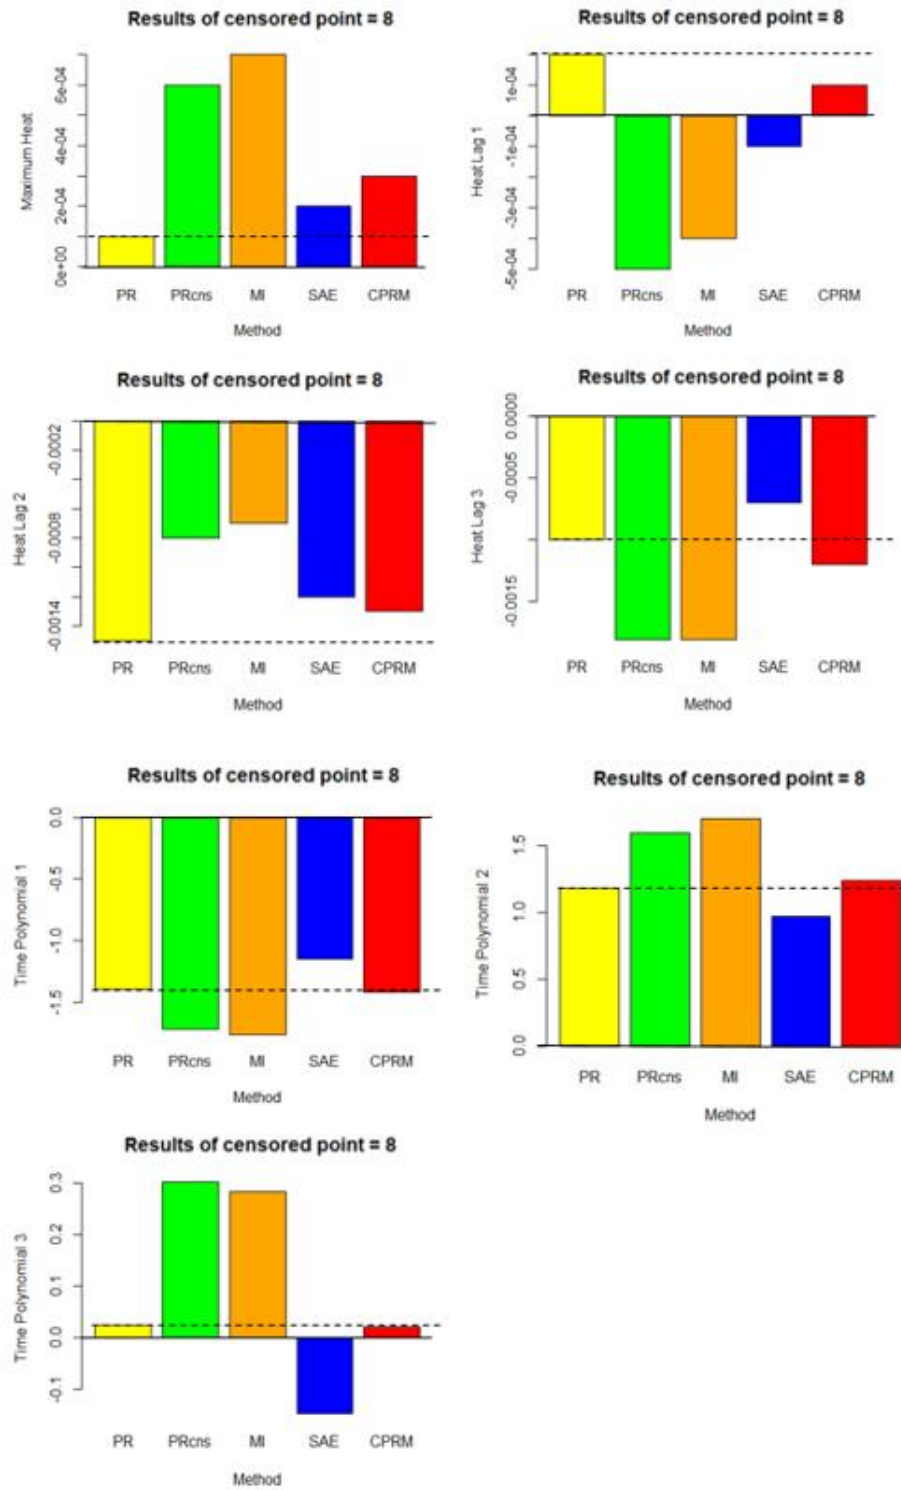 Results of censored point = 8
Maximum Heat
6e-04
4e-04
2e-04
0e+00
PR PRcns MI SAE CPRM
Method
Results of censored point = 8
Heat Lag 1
1e-04
-1e-04
-3e-04
-5e-04
PR PRcns MI SAE CPRM
Method
Results of censored point = 8
Heat Lag 2
-0.0002
-0.0008
-0.0014
PR PRcns MI SAE CPRM
Method
Results of censored point = 8
Heat Lag 3
0.0000
-0.0005
-0.0015
PR PRcns MI SAE CPRM
Method
Results of censored point = 8
Time Polynomial 1
0.0
-0.5
-1.0
-1.5
PR PRcns MI SAE CPRM
Method
Results of censored point = 8
Time Polynomial 2
1.5
1.0
0.5
0.0
PR PRcns MI SAE CPRM
Method
Results of censored point = 8
Time Polynomial 3
0.3
0.2
0.1
0.0
-0.1
PR PRcns MI SAE CPRM
Method